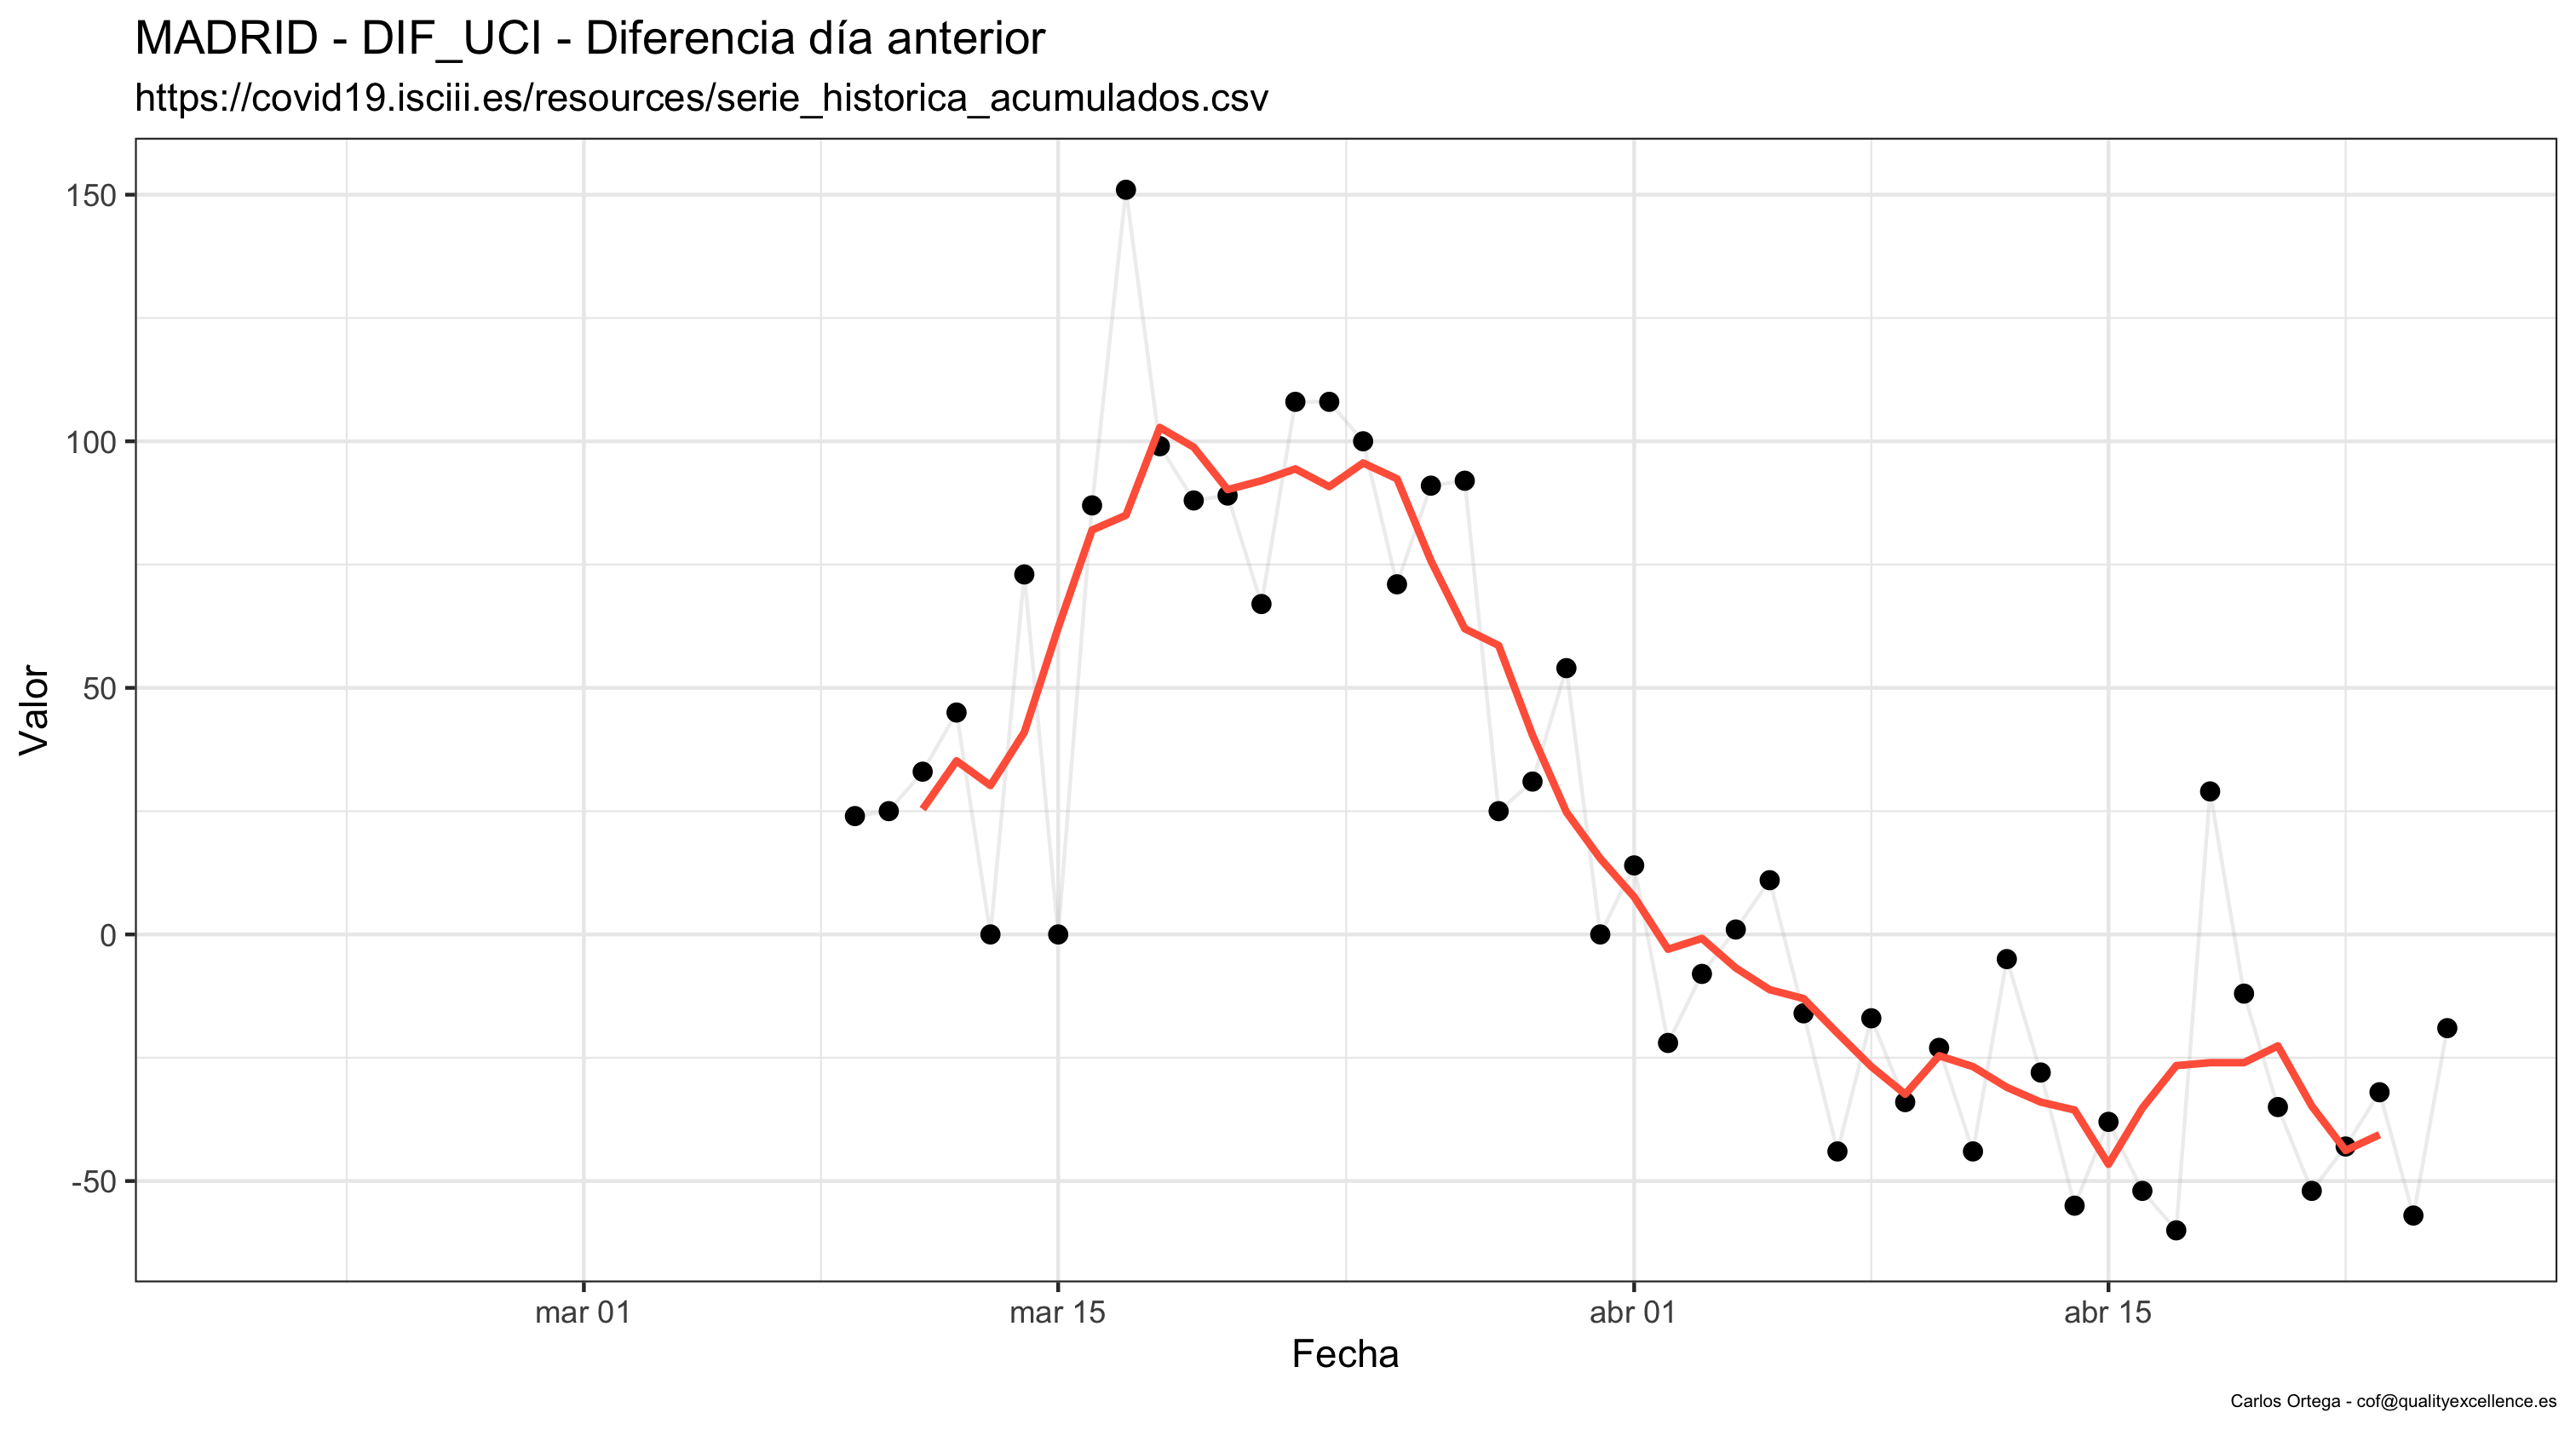 MADRID - DIF_UCI - Diferencia día anterior
https://covid19.isciii.es/resources/serie_historica_acumulados.csv
Valor
150
100
50
0
-50
mar 01
mar 15
abr 01
abr 15
Fecha
Carlos Ortega - cof@qualityexcellence.es